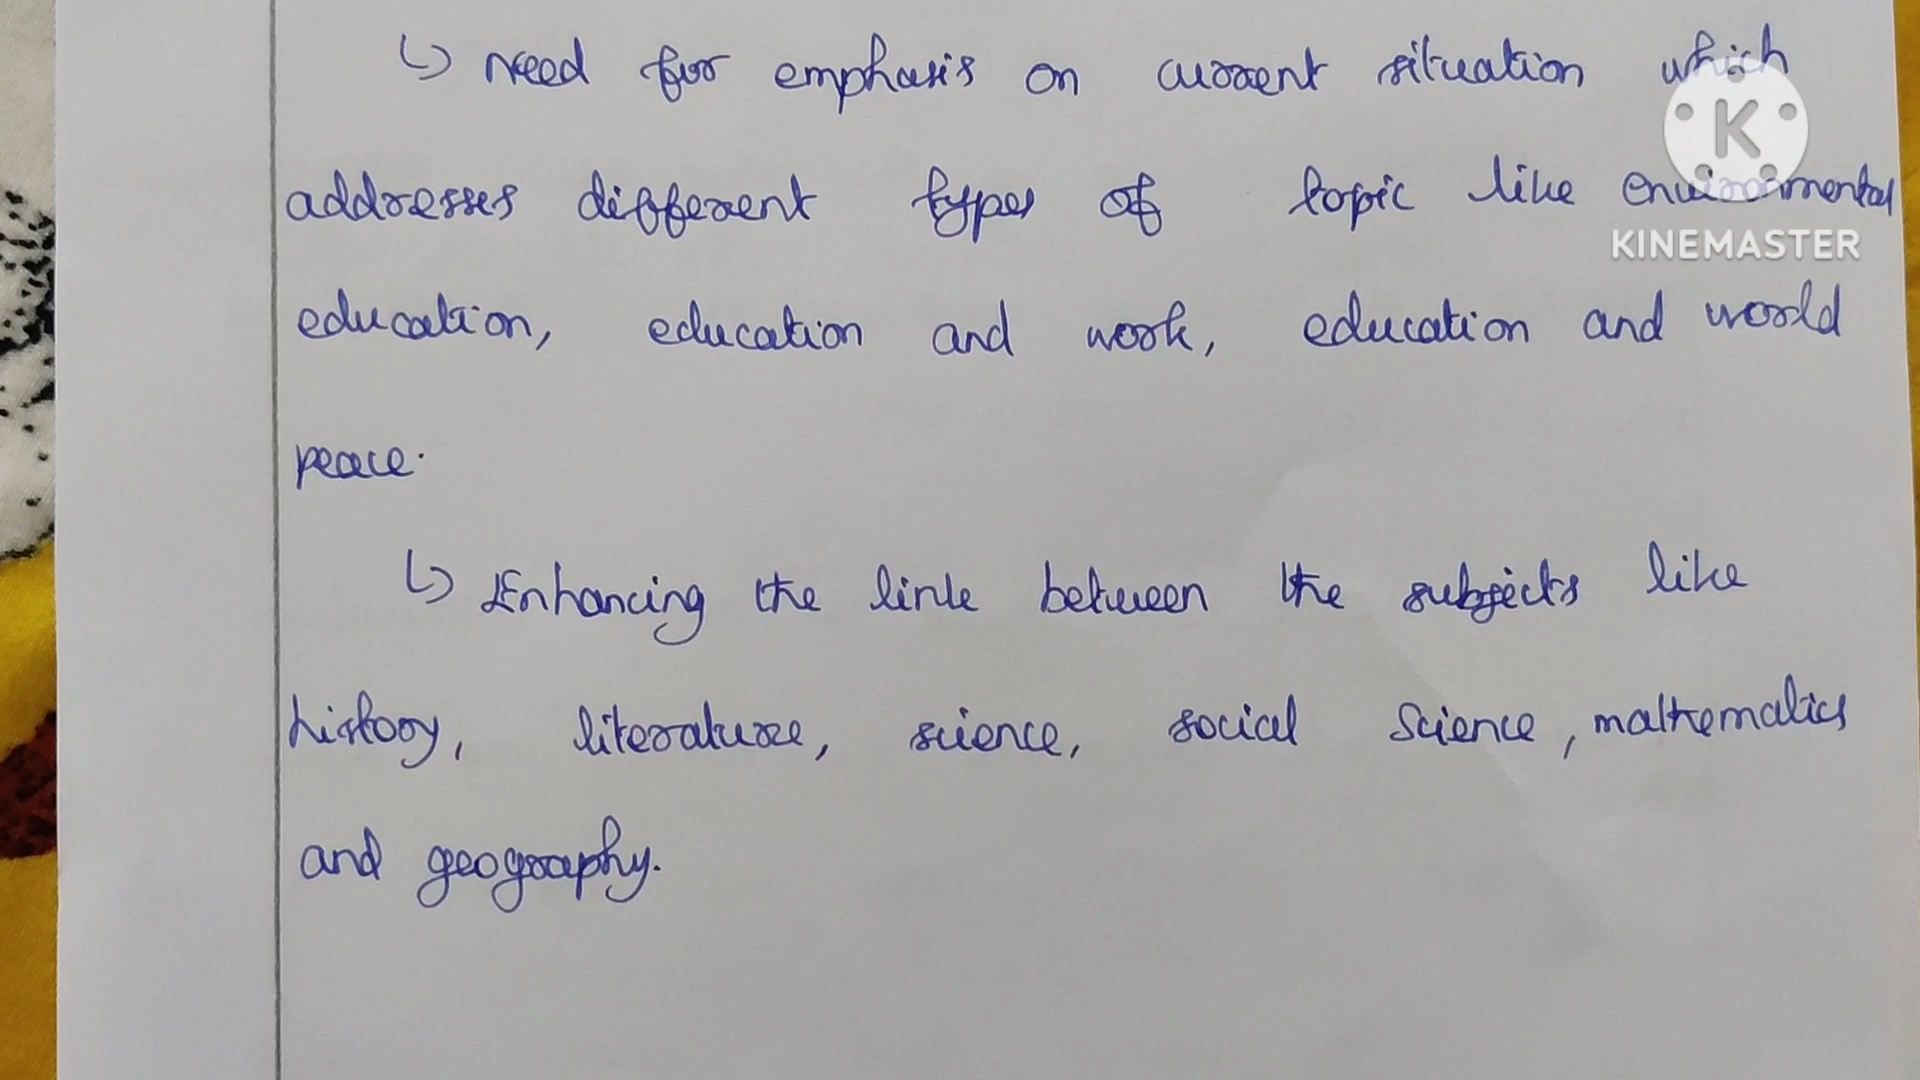 ↳ Need for emphasis on current situation which
addresses different types of topic like environmental
KINEMASTER
education, education and work, education and world
peace.
↳ Enhancing the link between the subjects like
history, literature, science, social science, mathematics
and geography.